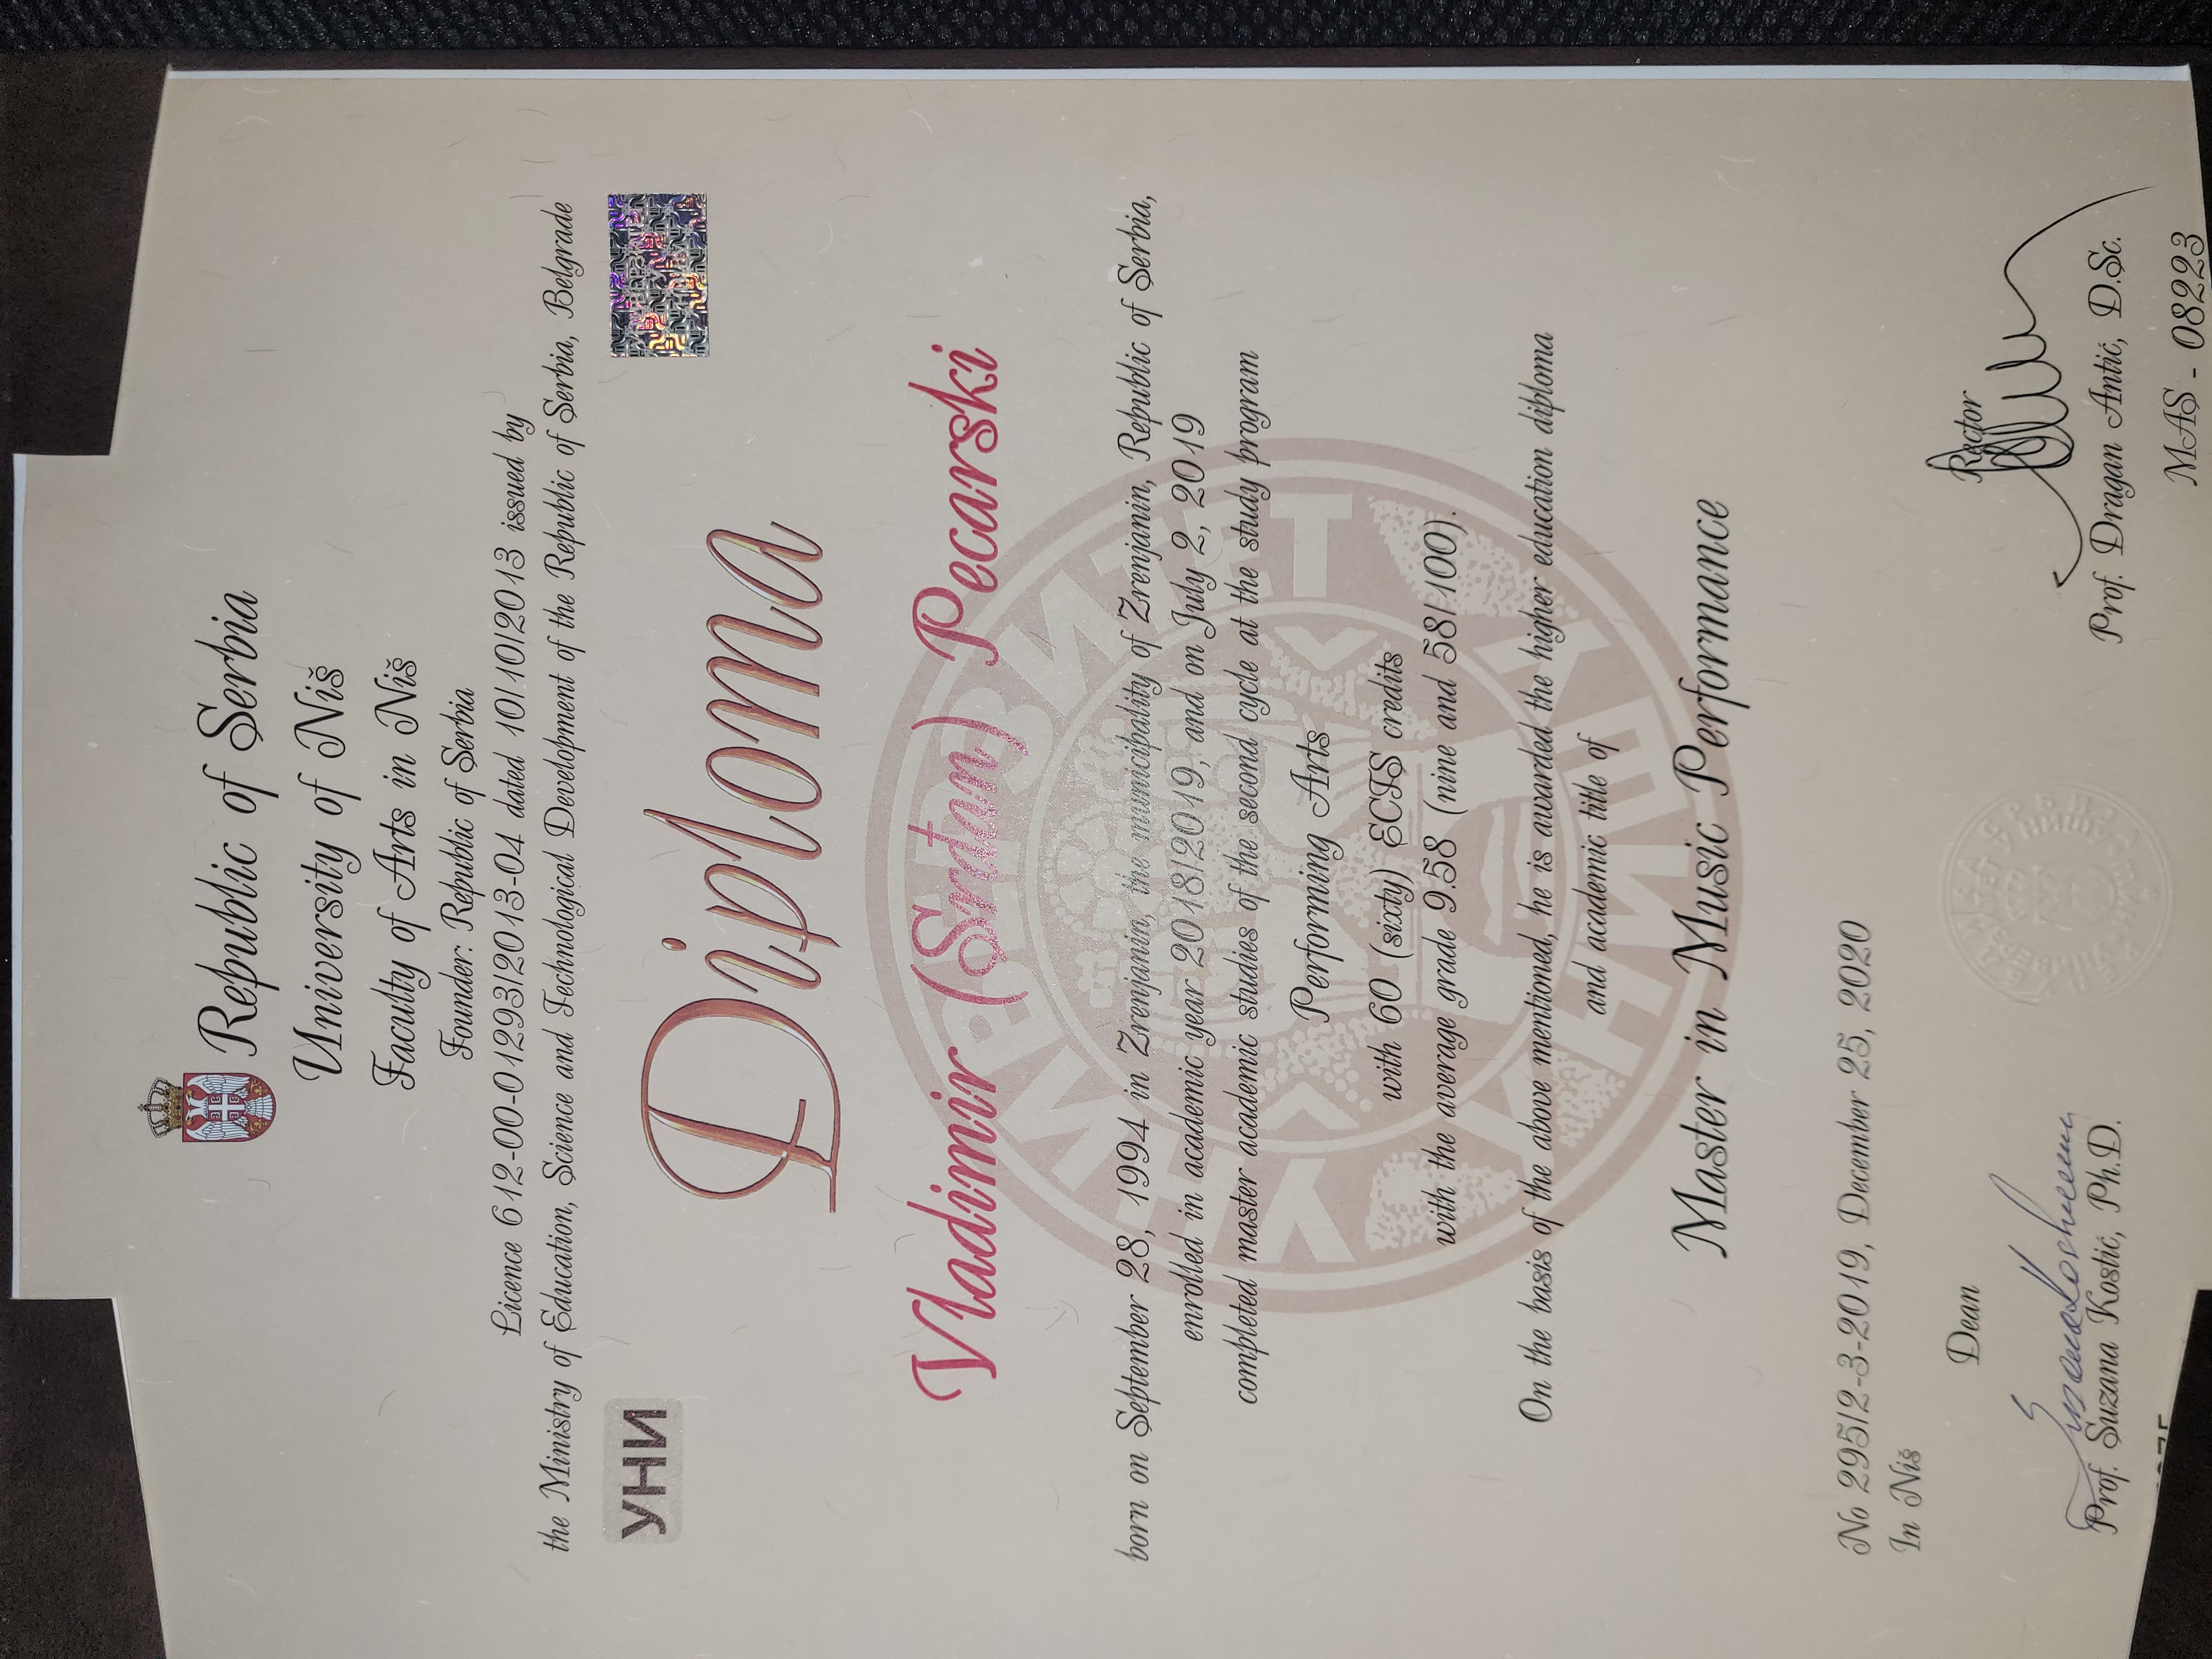 Republic of Serbia
University of Niš
Faculty of Arts in Niš
Founder: Republic of Serbia
Licence 612-00-01293/2013-04 dated 10/10/2013 issued by
the Ministry of Education, Science and Technological Development of the Republic of Serbia, Belgrade
УНИ
Diploma
Vladimir (Srđan) Pecarski
born on September 28, 1994 in Zrenjanin, the municipality of Zrenjanin, Republic of Serbia,
enrolled in academic year 2018/2019, and on July 2, 2019
completed master academic studies of the second cycle at the study program
Performing Arts
with 60 (sixty) ECTS credits
with the average grade 9.58 (nine and 58/100).
On the basis of the above mentioned, he is awarded the higher education diploma
and academic title of
Master in Music Performance
УНИВЕРЗИТЕТ У НИШУ
No 295/2-3-2019, December 25, 2020
In Niš
Dean
Rector
Prof. Suzana Kostić, Ph.D.
Prof. Dragan Antić, D.Sc.
MAS - 08223